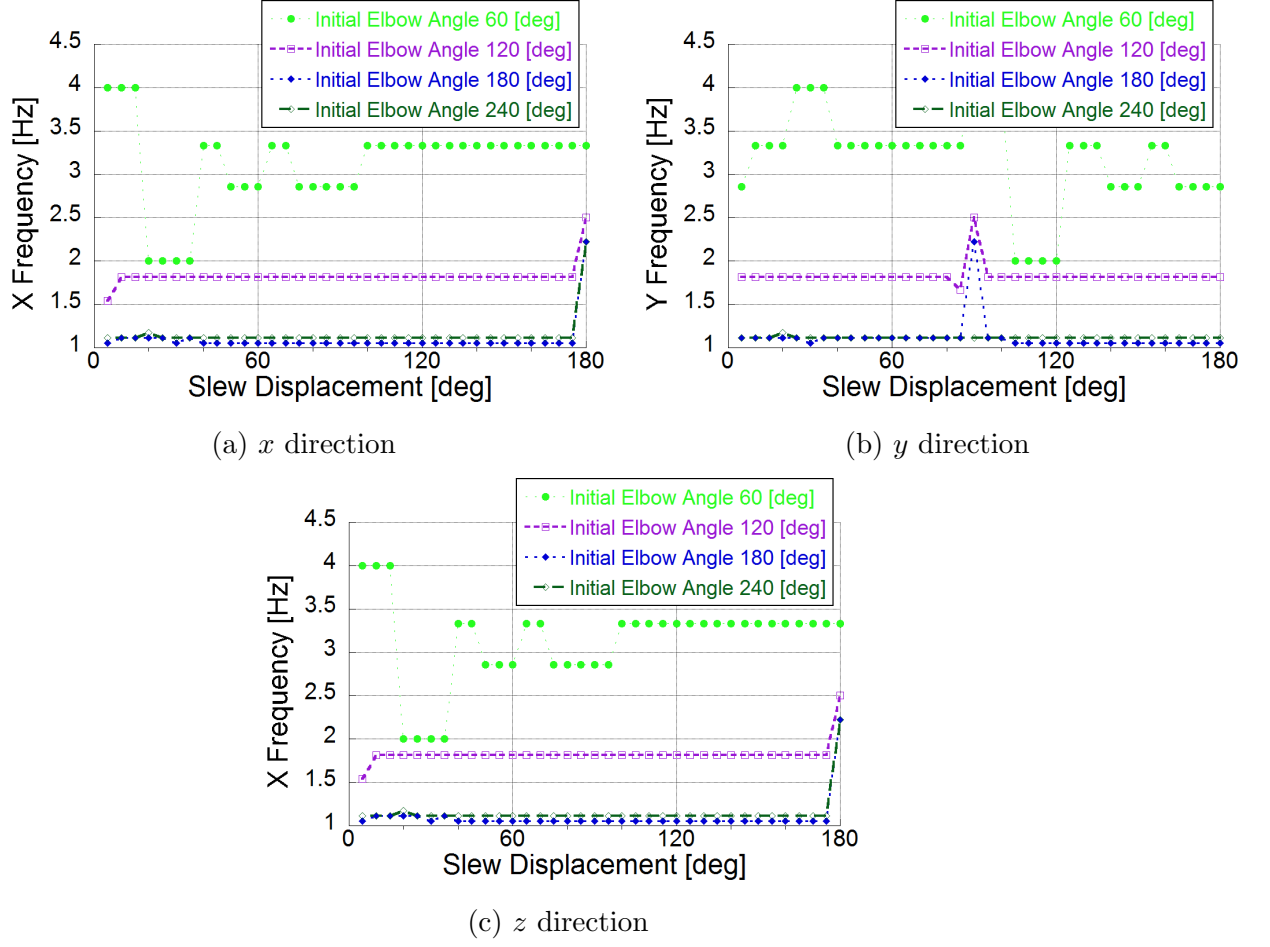 Initial Elbow Angle 60 [deg]
Initial Elbow Angle 120 [deg]
Initial Elbow Angle 180 [deg]
Initial Elbow Angle 240 [deg]
4.5
4
3.5
3
2.5
2
1.5
1
X Frequency [Hz]
0
60
120
180
Slew Displacement [deg]
(a) x direction
Initial Elbow Angle 60 [deg]
Initial Elbow Angle 120 [deg]
Initial Elbow Angle 180 [deg]
Initial Elbow Angle 240 [deg]
4.5
4
3.5
3
2.5
2
1.5
1
Y Frequency [Hz]
0
60
120
180
Slew Displacement [deg]
(b) y direction
Initial Elbow Angle 60 [deg]
Initial Elbow Angle 120 [deg]
Initial Elbow Angle 180 [deg]
Initial Elbow Angle 240 [deg]
4.5
4
3.5
3
2.5
2
1.5
1
X Frequency [Hz]
0
60
120
180
Slew Displacement [deg]
(c) z direction